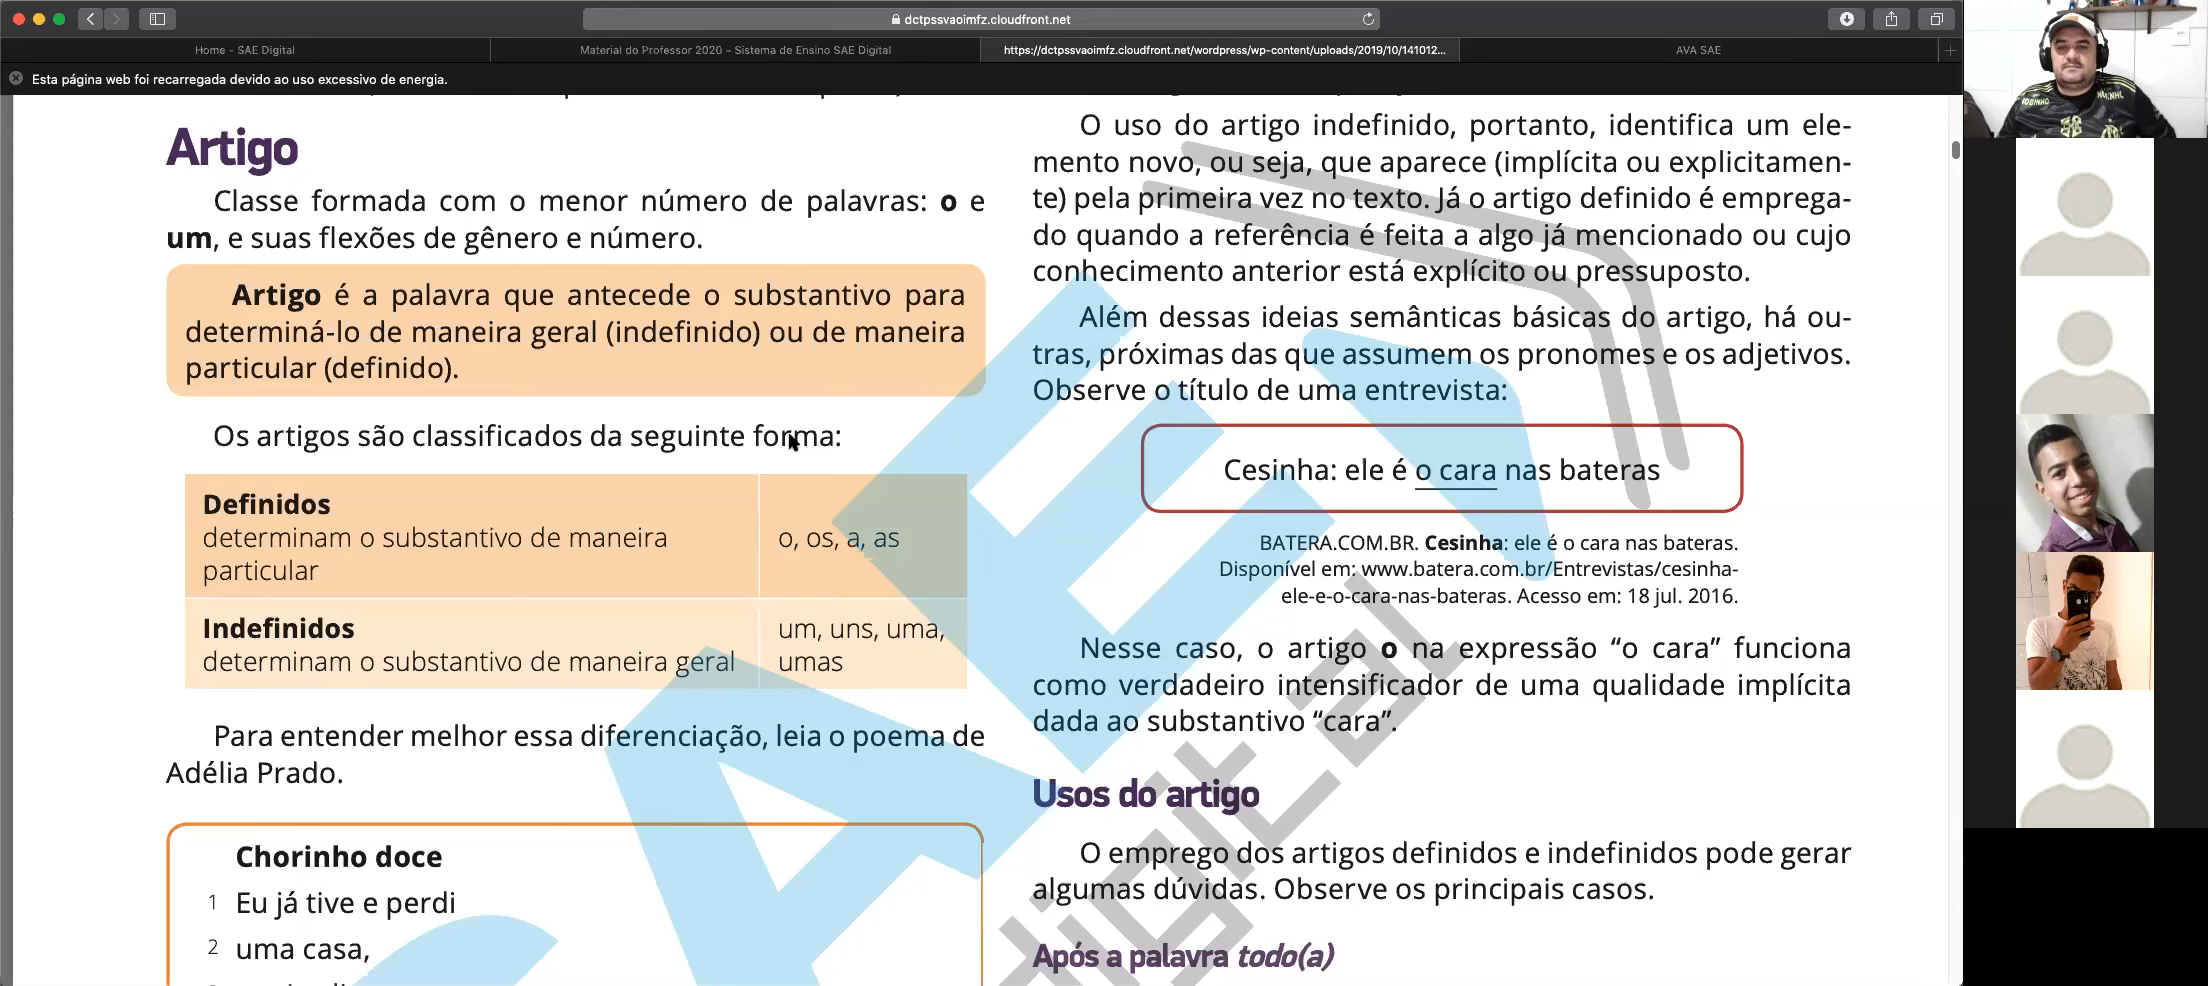 dctpssvaoimfz.cloudfront.net
Home - SAE Digital
Material do Professor 2020 – Sistema de Ensino SAE Digital
https://dctpssvaoimfz.cloudfront.net/wordpress/wp-content/uploads/2019/10/141012...
AVA SAE
Esta página web foi recarregada devido ao uso excessivo de energia.
Artigo
Classe formada com o menor número de palavras: o e
um, e suas flexões de gênero e número.
Artigo é a palavra que antecede o substantivo para
determiná-lo de maneira geral (indefinido) ou de maneira
particular (definido).
Os artigos são classificados da seguinte forma:
Definidos
determinam o substantivo de maneira
particular
o, os, a, as
Indefinidos
determinam o substantivo de maneira geral
um, uns, uma,
umas
Para entender melhor essa diferenciação, leia o poema de
Adélia Prado.
Chorinho doce
1 Eu já tive e perdi
2 uma casa,
O uso do artigo indefinido, portanto, identifica um ele-
mento novo, ou seja, que aparece (implícita ou explicitamen-
te) pela primeira vez no texto. Já o artigo definido é emprega-
do quando a referência é feita a algo já mencionado ou cujo
conhecimento anterior está explícito ou pressuposto.
Além dessas ideias semânticas básicas do artigo, há ou-
tras, próximas das que assumem os pronomes e os adjetivos.
Observe o título de uma entrevista:
Cesinha: ele é o cara nas bateras
BATERA.COM.BR. Cesinha: ele é o cara nas bateras.
Disponível em: www.batera.com.br/Entrevistas/cesinha-
ele-e-o-cara-nas-bateras. Acesso em: 18 jul. 2016.
Nesse caso, o artigo o na expressão “o cara” funciona
como verdadeiro intensificador de uma qualidade implícita
dada ao substantivo “cara”.
Usos do artigo
O emprego dos artigos definidos e indefinidos pode gerar
algumas dúvidas. Observe os principais casos.
Após a palavra todo(a)
SAE
digital